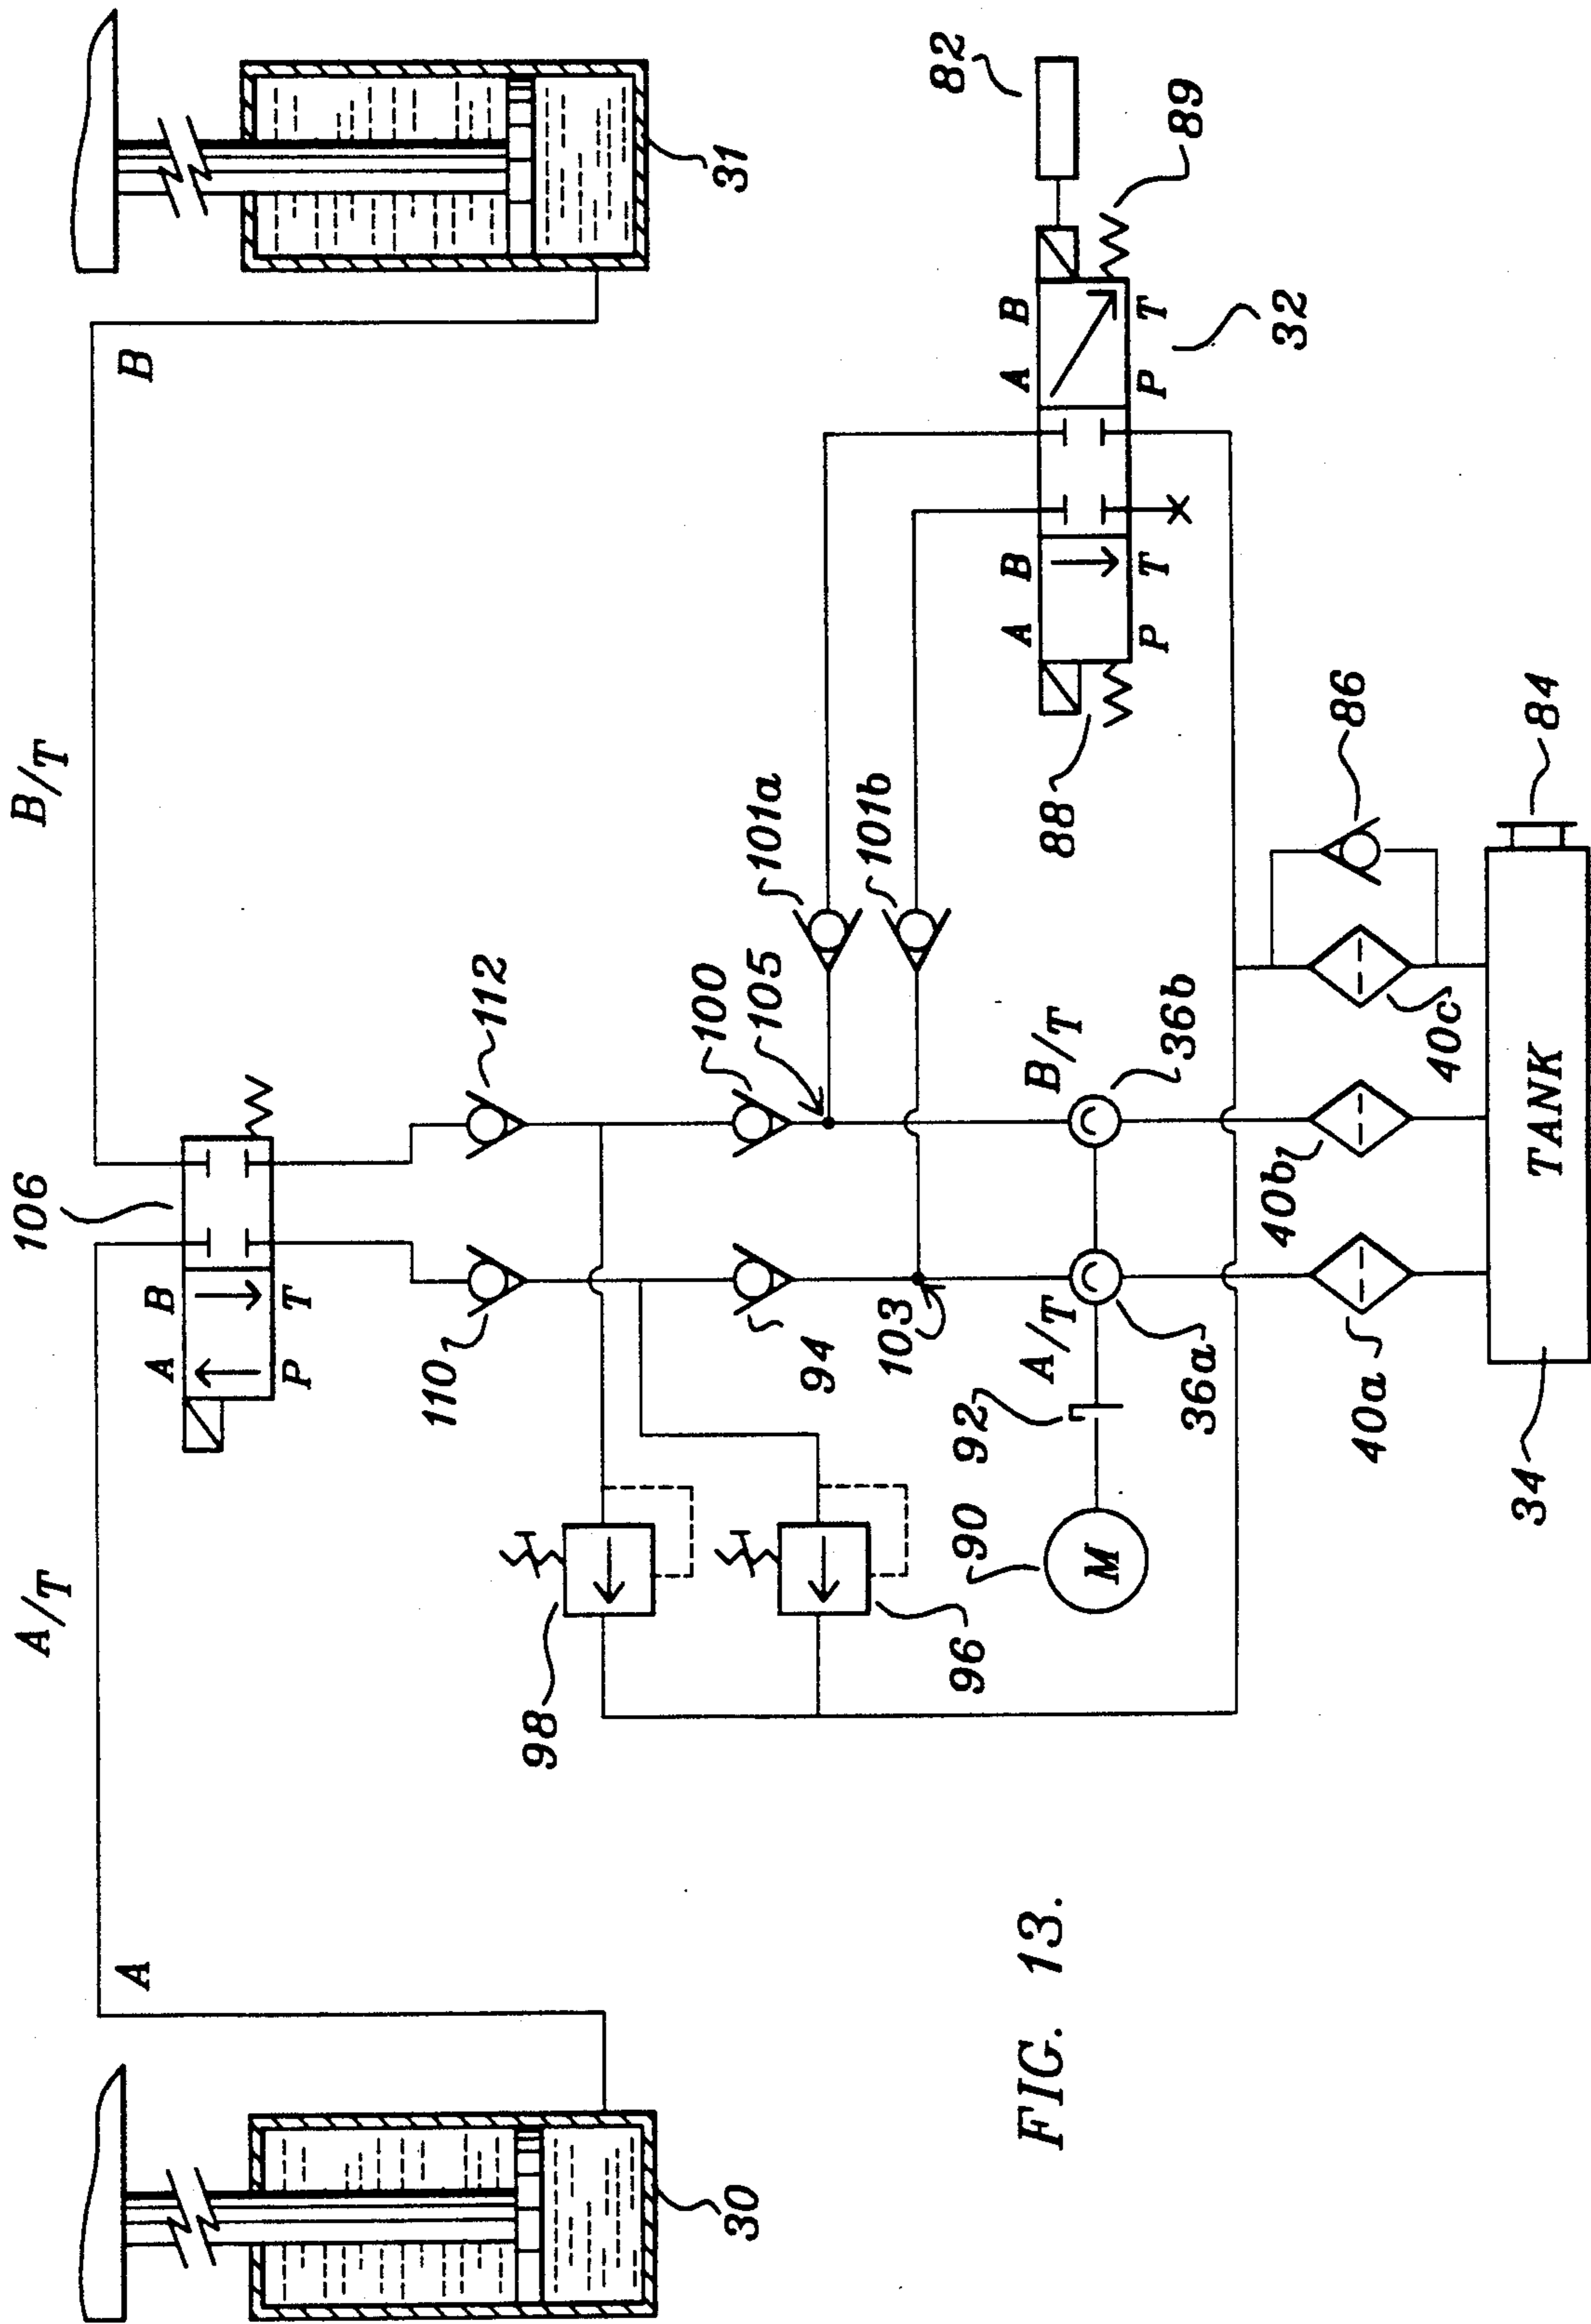 A/T
B/T
A
B
106
A B
P T
31
30
110
112
98
96
94
100
105
101a
101b
103
A/T
B/T
90
M
92
36a
36b
82
89
A B
A B
P T
P T
88
32
86
84
40a
40b
40c
34
TANK
FIG. 13.